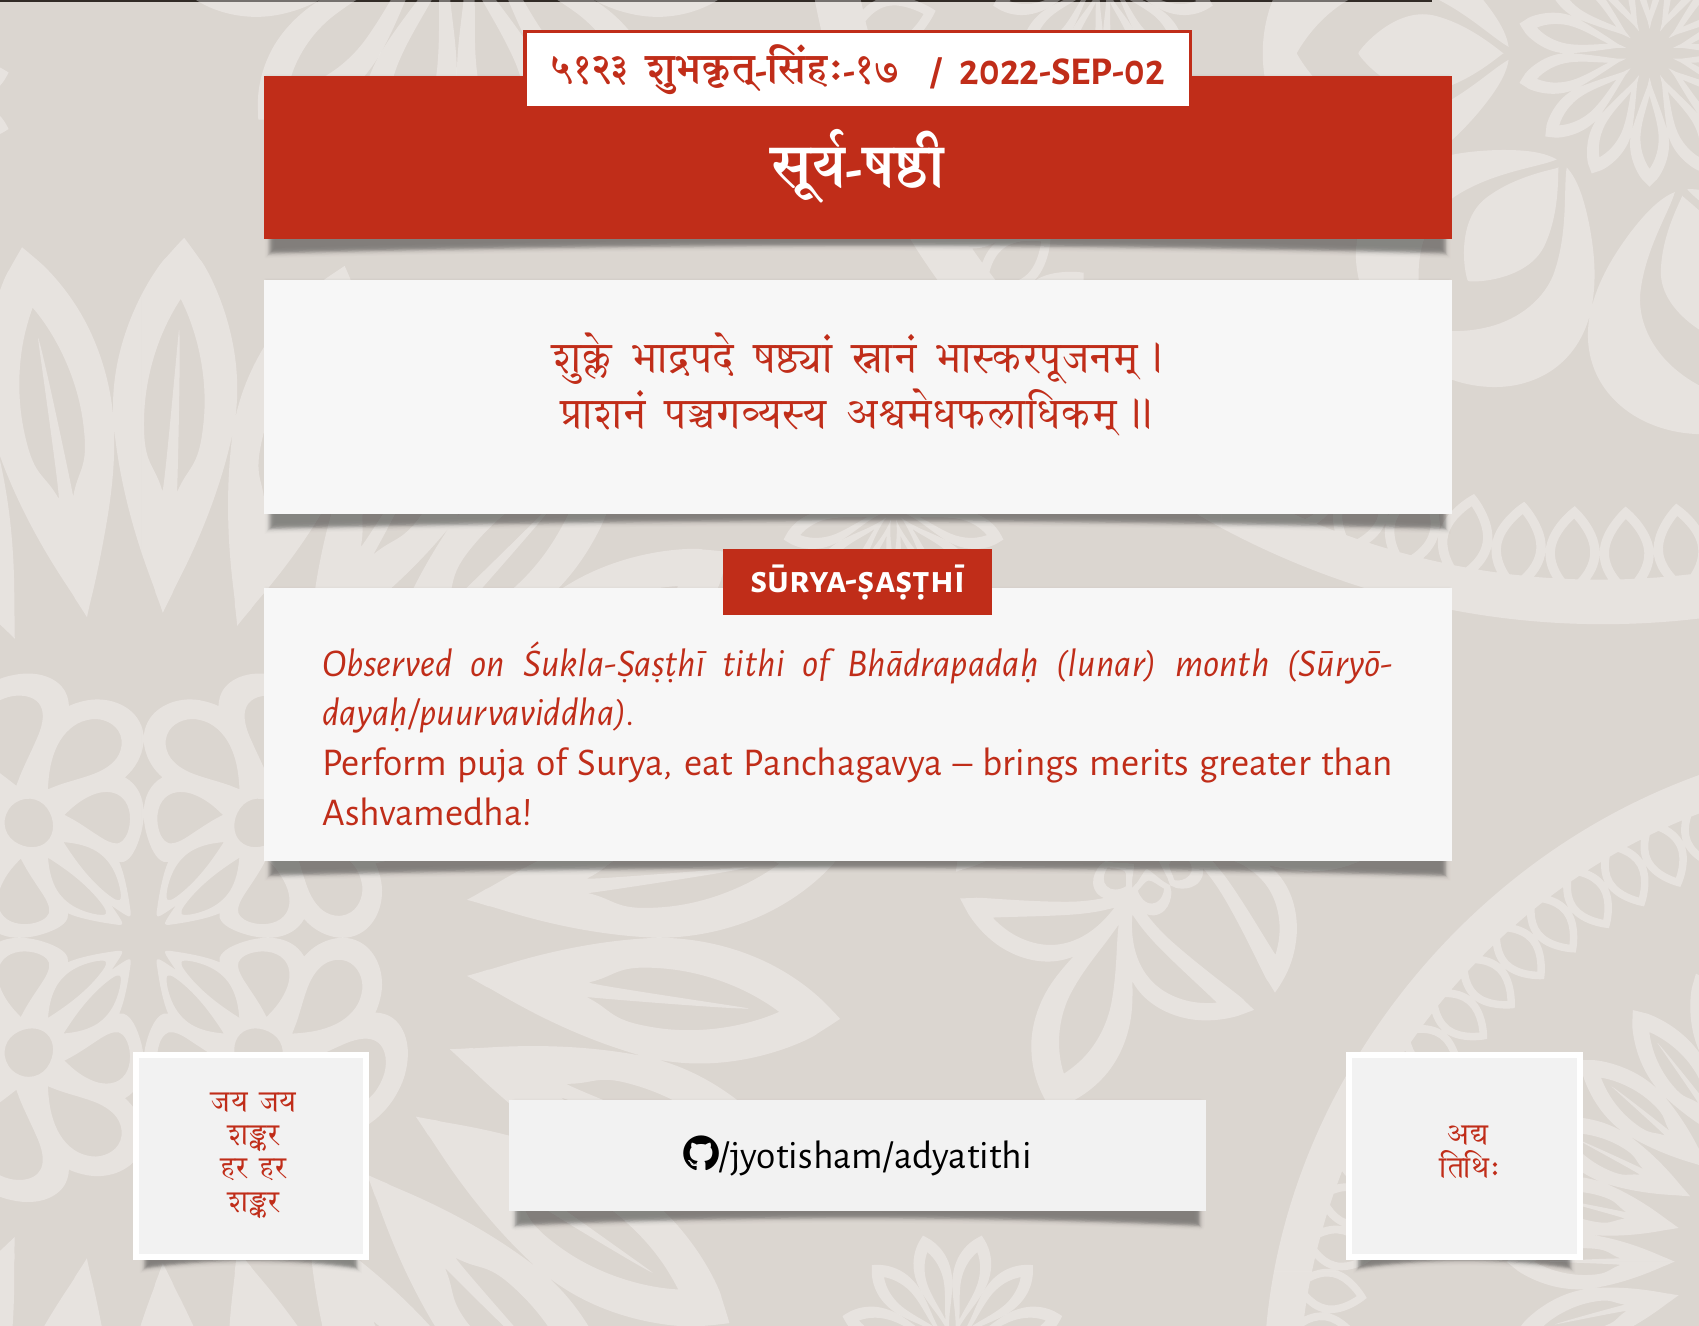 ५१२३ शुभकृत्-सिंहः-१७ / 2022-SEP-02
सूर्य-षष्ठी
शुक्ले भाद्रपदे षष्ठ्यां स्नानं भास्करपूजनम्।
प्राशनं पञ्चगव्यस्य अश्वमेधफलाधिकम्॥
SŪRYA-ṢAṢṬHĪ
Observed on Śukla-Ṣaṣṭhī tithi of Bhādrapadaḥ (lunar) month (Sūryō-
dayaḥ/puurvaviddha).
Perform puja of Surya, eat Panchagavya – brings merits greater than
Ashvamedha!
जय जय
शङ्कर
हर हर
शङ्कर
/jyotisham/adyatithi
अद्य
तिथिः